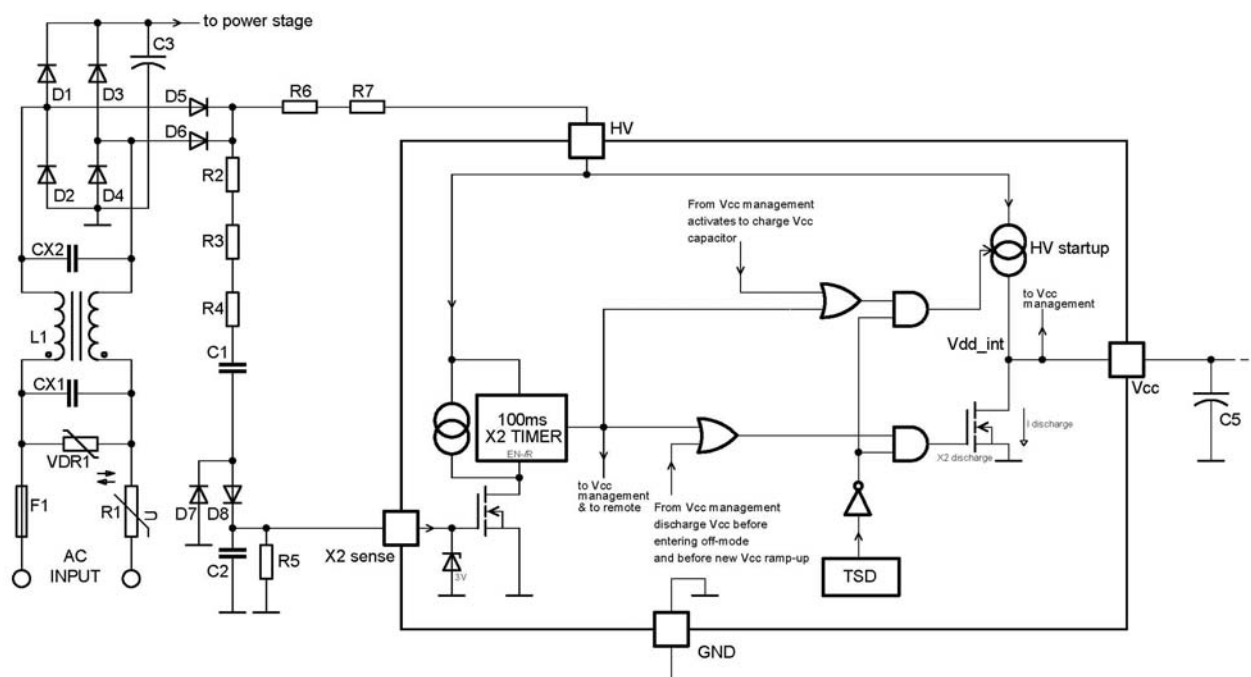 to power stage
C3
D1
D3
D5
R6
R7
HV
D6
D2
D4
R2
From Vcc management
activates to charge Vcc
capacitor
R3
HV startup
CX2
R4
to Vcc
management
L1
C1
Vdd_int
Vcc
CX1
100ms
X2 TIMER
EN-/R
C5
I discharge
X2 discharge
VDR1
to Vcc
management
& to remote
F1
R1
U
D7
D8
From Vcc management
discharge Vcc before
entering off-mode
and before new Vcc ramp-up
AC
INPUT
C2
R5
X2 sense
3V
TSD
GND